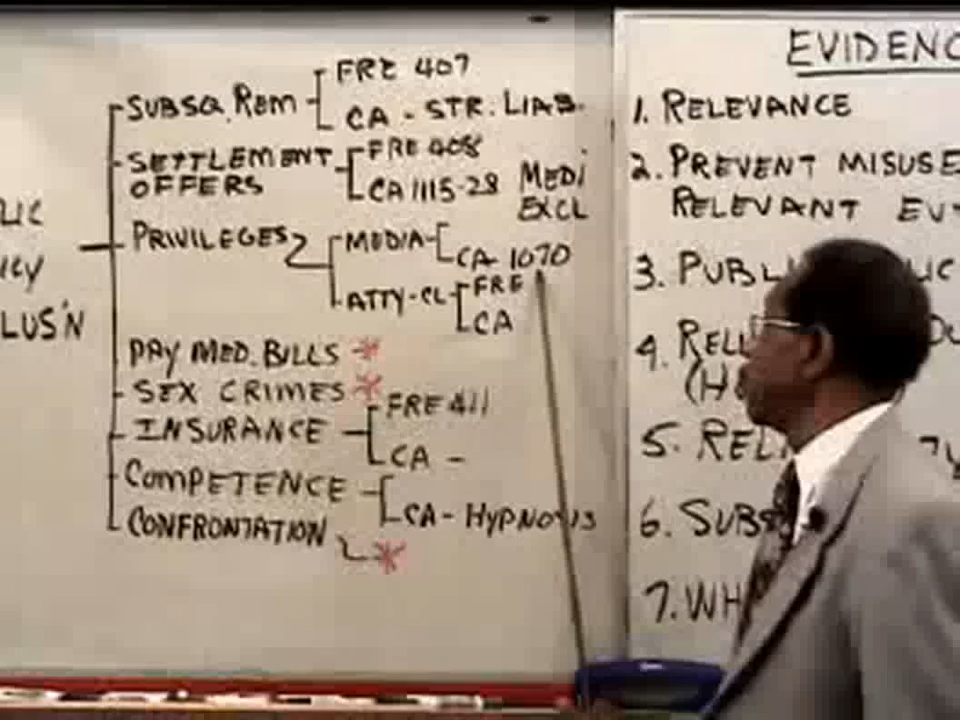 SUBSQ. REM
FRE 407
CA - STR. LIAB.
SETTLEMENT
OFFERS
FRE 408
CA 1115-28
MEDI
EXCL
PRIVILEGES
MEDIA
CA 1070
ATTY-CL
FRE
CA
LUS'N
PAY MED. BILLS *
SEX CRIMES *
INSURANCE
FRE 411
CA -
COMPETENCE
CA - HYPNOSIS
CONFRONTATION
*
EVIDENC
1. RELEVANCE
2. PREVENT MISUSE
RELEVANT EV
3. PUBL
4. REL
(H
5. REL
6. SUBS
7. WH